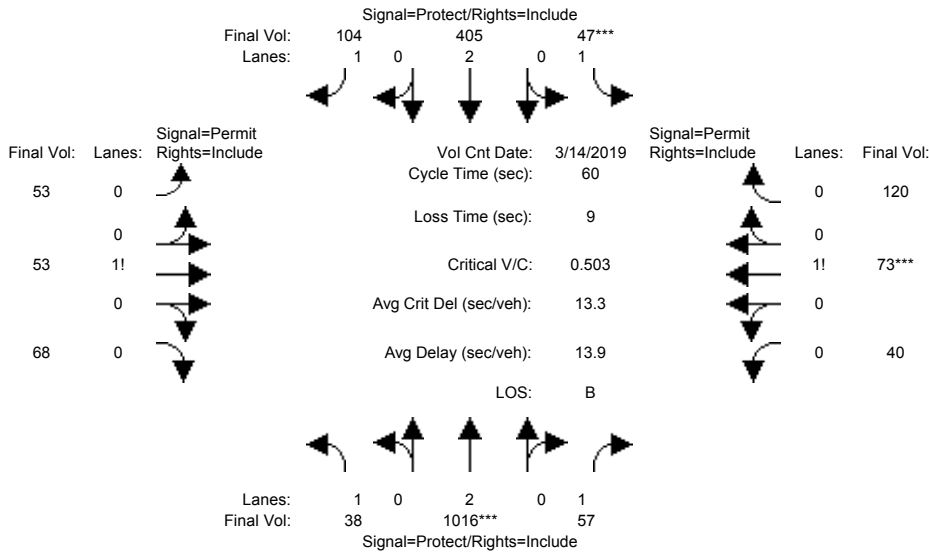 Signal=Protect/Rights=Include
Final Vol: 104 405 47***
Lanes: 1 0 2 0 1
Signal=Permit Signal=Permit
Final Vol: Lanes: Rights=Include Vol Cnt Date: 3/14/2019 Rights=Include Lanes: Final Vol:
Cycle Time (sec): 60
53 0 0 120
Loss Time (sec): 9
0 0
53 1! Critical V/C: 0.503 1! 73***
0 Avg Crit Del (sec/veh): 13.3 0
68 0 Avg Delay (sec/veh): 13.9 0 40
LOS: B
Lanes: 1 0 2 0 1
Final Vol: 38 1016*** 57
Signal=Protect/Rights=Include